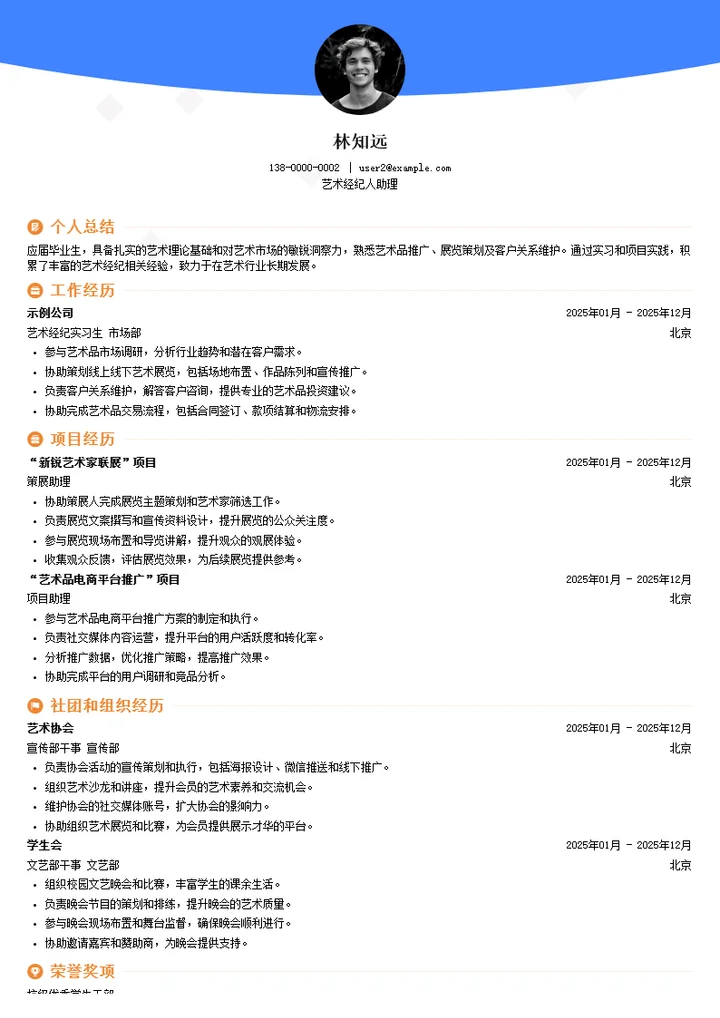 林知远
138-0000-0002 | user2@example.com
艺术经纪人助理
个人总结
应届毕业生，具备扎实的艺术理论基础和对艺术市场的敏锐洞察力，熟悉艺术品推广、展览策划及客户关系维护。通过实习和项目实践，积
累了丰富的艺术经纪相关经验，致力于在艺术行业长期发展。
工作经历
示创公司 2025年01月 - 2025年12月
艺术经纪实习生 市场部 北京
• 参与艺术品市场调研，分析行业趋势和潜在客户需求。
• 协助策划线上线下艺术展览，包括场地布置、作品陈列和宣传推广。
• 负责客户关系维护，解答客户咨询，提供专业的艺术品投资建议。
• 协助完成艺术品交易流程，包括合同签订、款项结算和物流安排。
项目经历
“新锐艺术家联展”项目 2025年01月 - 2025年12月
策展助理 北京
• 协助策展人完成展览主题策划和艺术家筛选工作。
• 负责展览文案撰写和宣传资料设计，提升展览的公众关注度。
• 参与展览现场布置和导览讲解，提升观众的观展体验。
• 收集观众反馈，评估展览效果，为后续展览提供参考。
“艺术品电商平台推广”项目 2025年01月 - 2025年12月
项目助理 北京
• 参与艺术品电商平台推广方案的制定和执行。
• 负责社交媒体内容运营，提升平台的用户活跃度和转化率。
• 分析推广数据，优化推广策略，提高推广效果。
• 协助完成平台的用户调研和竞品分析。
社团和组织经历
艺术协会 2025年01月 - 2025年12月
宣传部干事 宣传部 北京
• 负责协会活动的宣传策划和执行，包括海报设计、微信推送和线下推广。
• 组织艺术沙龙和讲座，提升会员的艺术素养和交流机会。
• 维护协会的社交媒体账号，扩大协会的影响力。
• 协助组织艺术展览和比赛，为会员提供展示才华的平台。
学生会 2025年01月 - 2025年12月
文艺部干事 文艺部 北京
• 组织校园文艺晚会和比赛，丰富学生的课余生活。
• 负责晚会节目的策划和排练，提升晚会的艺术质量。
• 参与晚会现场布置和舞台监督，确保晚会顺利进行。
• 协助邀请嘉宾和赞助商，为晚会提供支持。
荣誉奖项